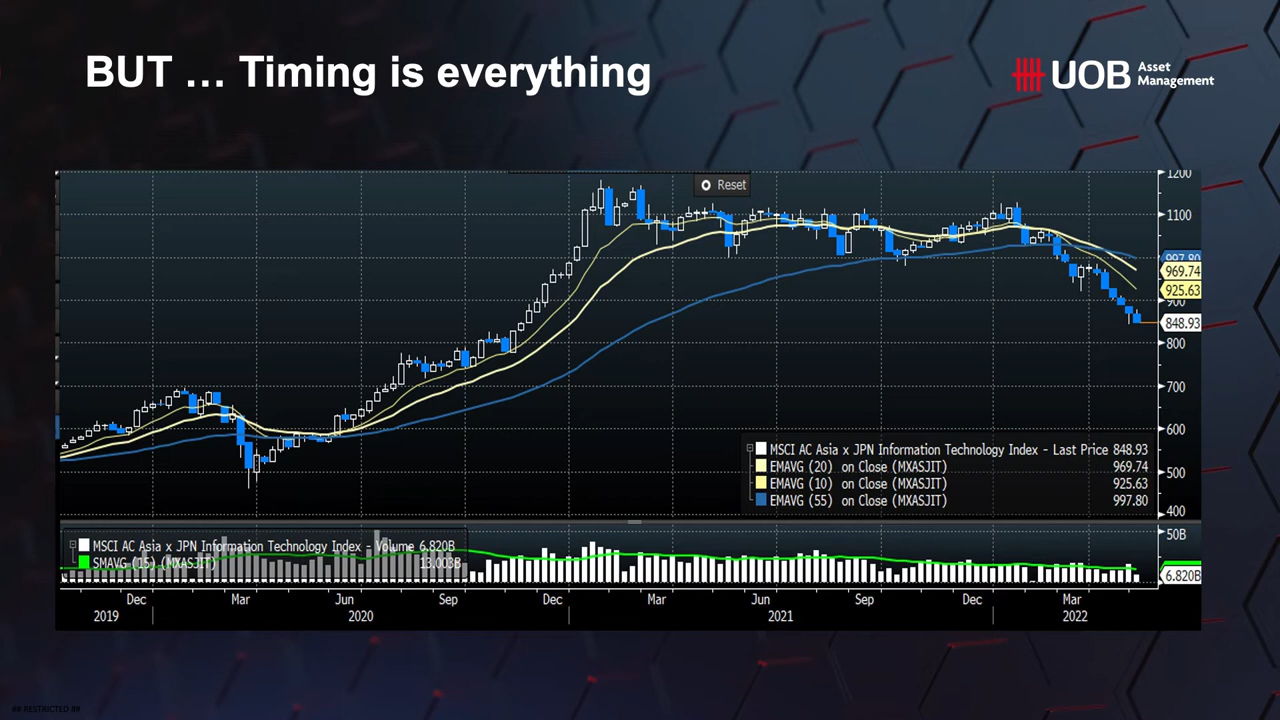 BUT … Timing is everything
UOB Asset Management
Reset
1200
1100
997.80
969.74
925.63
900
848.93
800
700
600
500
400
MSCI AC Asia x JPN Information Technology Index - Last Price 848.93
EMAVG (20) on Close (MXASJIT) 969.74
EMAVG (10) on Close (MXASJIT) 925.63
EMAVG (55) on Close (MXASJIT) 997.80
MSCI AC Asia x JPN Information Technology Index - Volume 6.820B
SMAVG (15) (MXASJIT) 13.003B
50B
6.820B
Dec Mar Jun Sep Dec Mar Jun Sep Dec Mar
2019 2020 2021 2022
## RESTRICTED ##